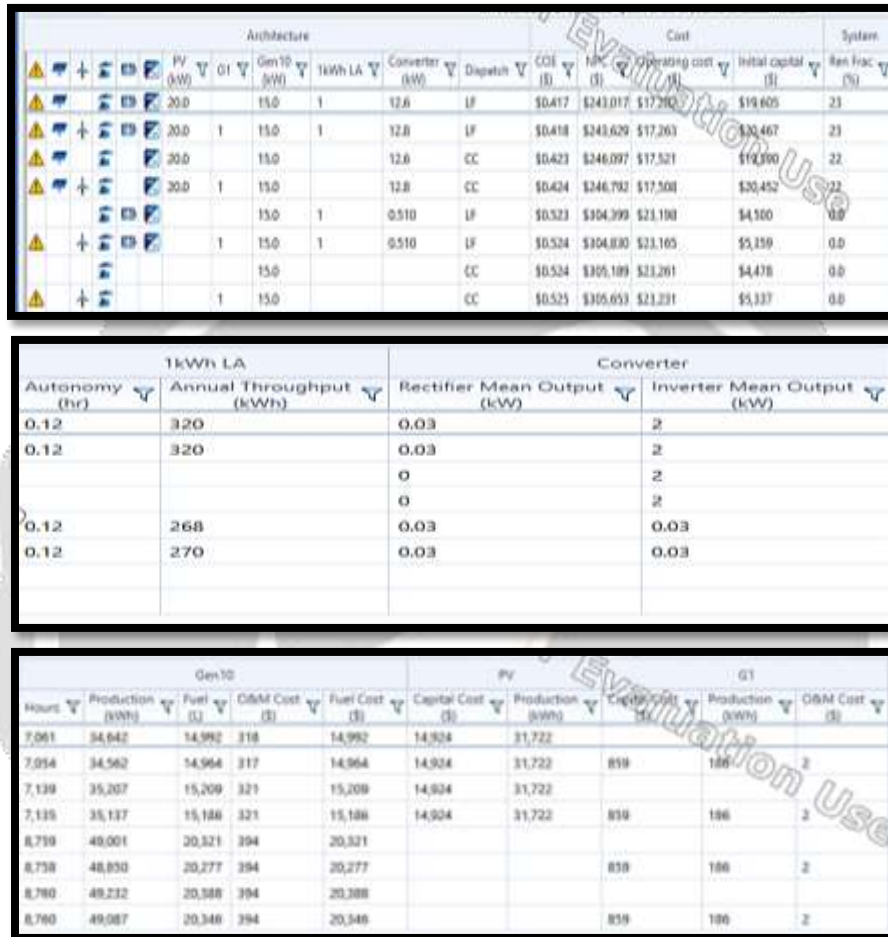 Architecture Cost System
PV (kW) G1 Gen10 (kW) 1kWh LA Converter (kW) Dispatch COE ($) NPC ($) Operating cost ($) Initial capital ($) Ren Frac (%)
20.0 15.0 1 12.6 LF $0.417 $243,017 $19,605 23
20.0 1 15.0 1 12.8 LF $0.418 $243,629 $17,263 $20,467 23
20.0 15.0 12.6 CC $0.423 $246,097 $17,521 22
20.0 1 15.0 12.8 CC $0.424 $246,792 $17,508 $20,452 22
15.0 1 0.510 LF $0.523 $304,399 $23,198 $4,500 0.0
1 15.0 1 0.510 LF $0.524 $304,830 $23,165 $5,359 0.0
15.0 CC $0.524 $305,189 $23,261 $4,478 0.0
1 15.0 CC $0.525 $305,653 $23,231 $5,337 0.0
Evaluation Use
1kWh LA Converter
Autonomy (hr) Annual Throughput (kWh) Rectifier Mean Output (kW) Inverter Mean Output (kW)
0.12 320 0.03 2
0.12 320 0.03 2
0 2
0 2
0.12 268 0.03 0.03
0.12 270 0.03 0.03
Gen10 PV G1
Hours Production (kWh) Fuel (L) O&M Cost ($) Fuel Cost ($) Capital Cost ($) Production (kWh) Capital Cost ($) Production (kWh) O&M Cost ($)
7,061 34,642 14,992 318 14,992 14,924 31,722
7,054 34,562 14,964 317 14,964 14,924 31,722 859 186 2
7,139 35,207 15,209 321 15,209 14,924 31,722
7,135 35,137 15,186 321 15,186 14,924 31,722 859 186 2
8,759 49,001 20,321 394 20,321
8,758 48,850 20,277 394 20,277 859 186 2
8,760 49,232 20,388 394 20,388
8,760 49,087 20,346 394 20,346 859 186 2
Evaluation Use